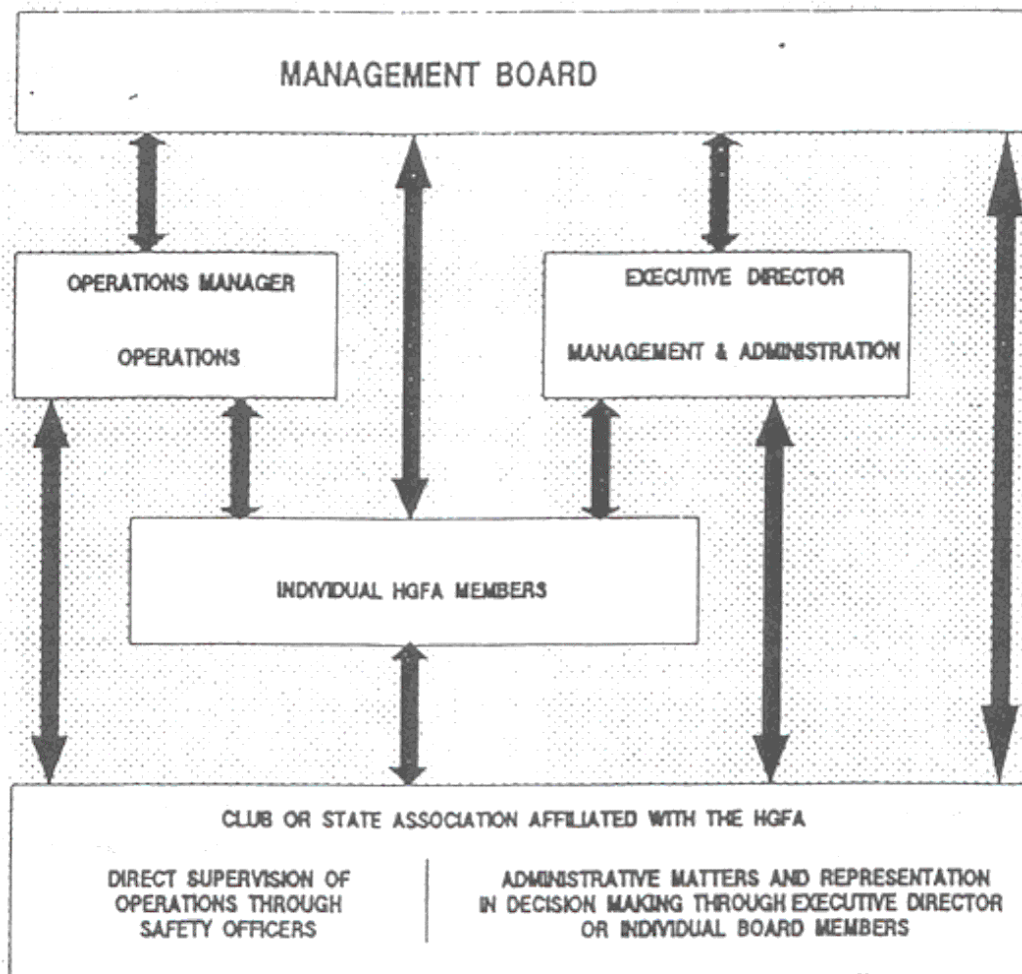 MANAGEMENT BOARD
OPERATIONS MANAGER
OPERATIONS
EXECUTIVE DIRECTOR
MANAGEMENT & ADMINISTRATION
INDIVIDUAL HGFA MEMBERS
CLUB OR STATE ASSOCIATION AFFILIATED WITH THE HGFA
DIRECT SUPERVISION OF
OPERATIONS THROUGH
SAFETY OFFICERS
ADMINISTRATIVE MATTERS AND REPRESENTATION
IN DECISION MAKING THROUGH EXECUTIVE DIRECTOR
OR INDIVIDUAL BOARD MEMBERS